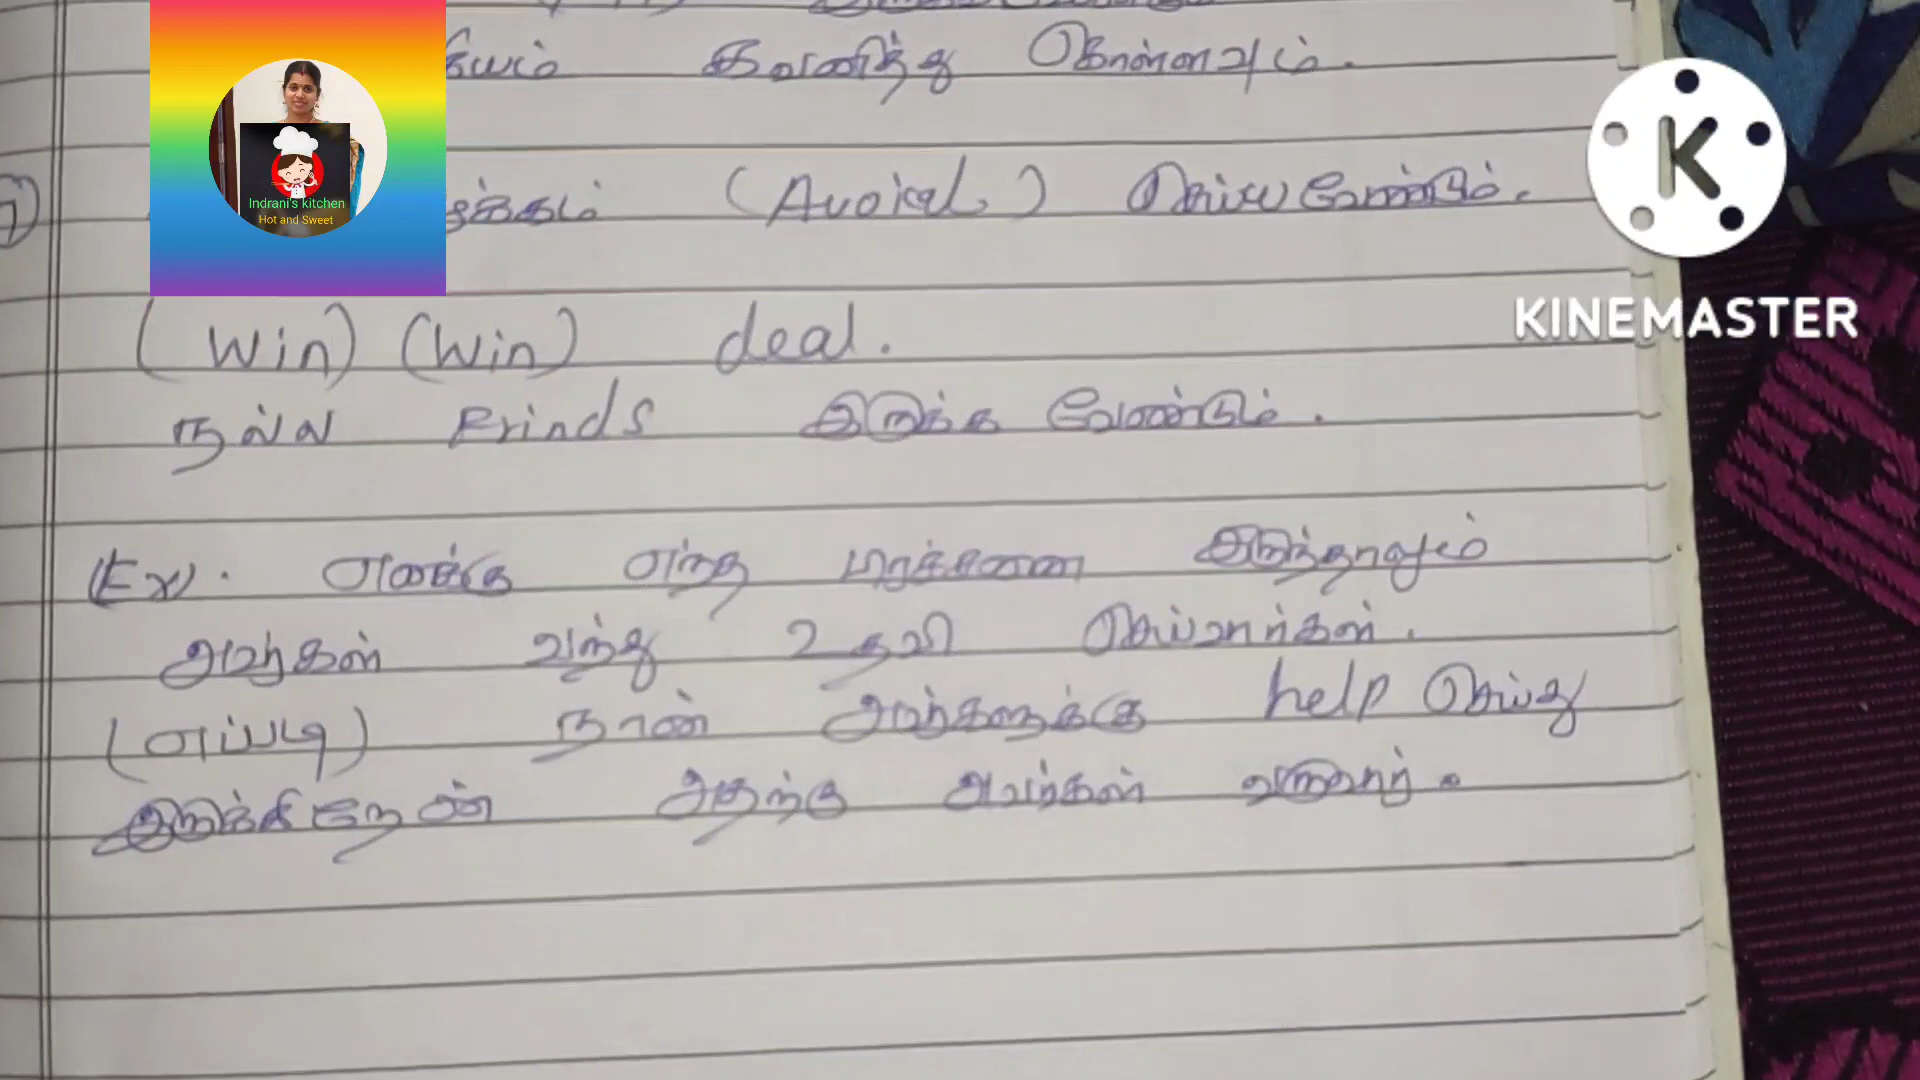 கவனித்து கொள்ளவும்.
(Avoid.) செய்ய வேண்டும்.
Indrani's kitchen
Hot and Sweet
K
KINEMASTER
(Win) (Win) deal.
நல்ல Frinds இருக்க வேண்டும்.
(Ex). எனக்கு எந்த பிரச்சனை இருந்தாலும்
அவர்கள் வந்து உதவி செய்வார்கள்.
(எப்படி) நான் அவர்களுக்கு help செய்து
இருக்கிறேன் அதற்கு அவர்கள் வருவார்.